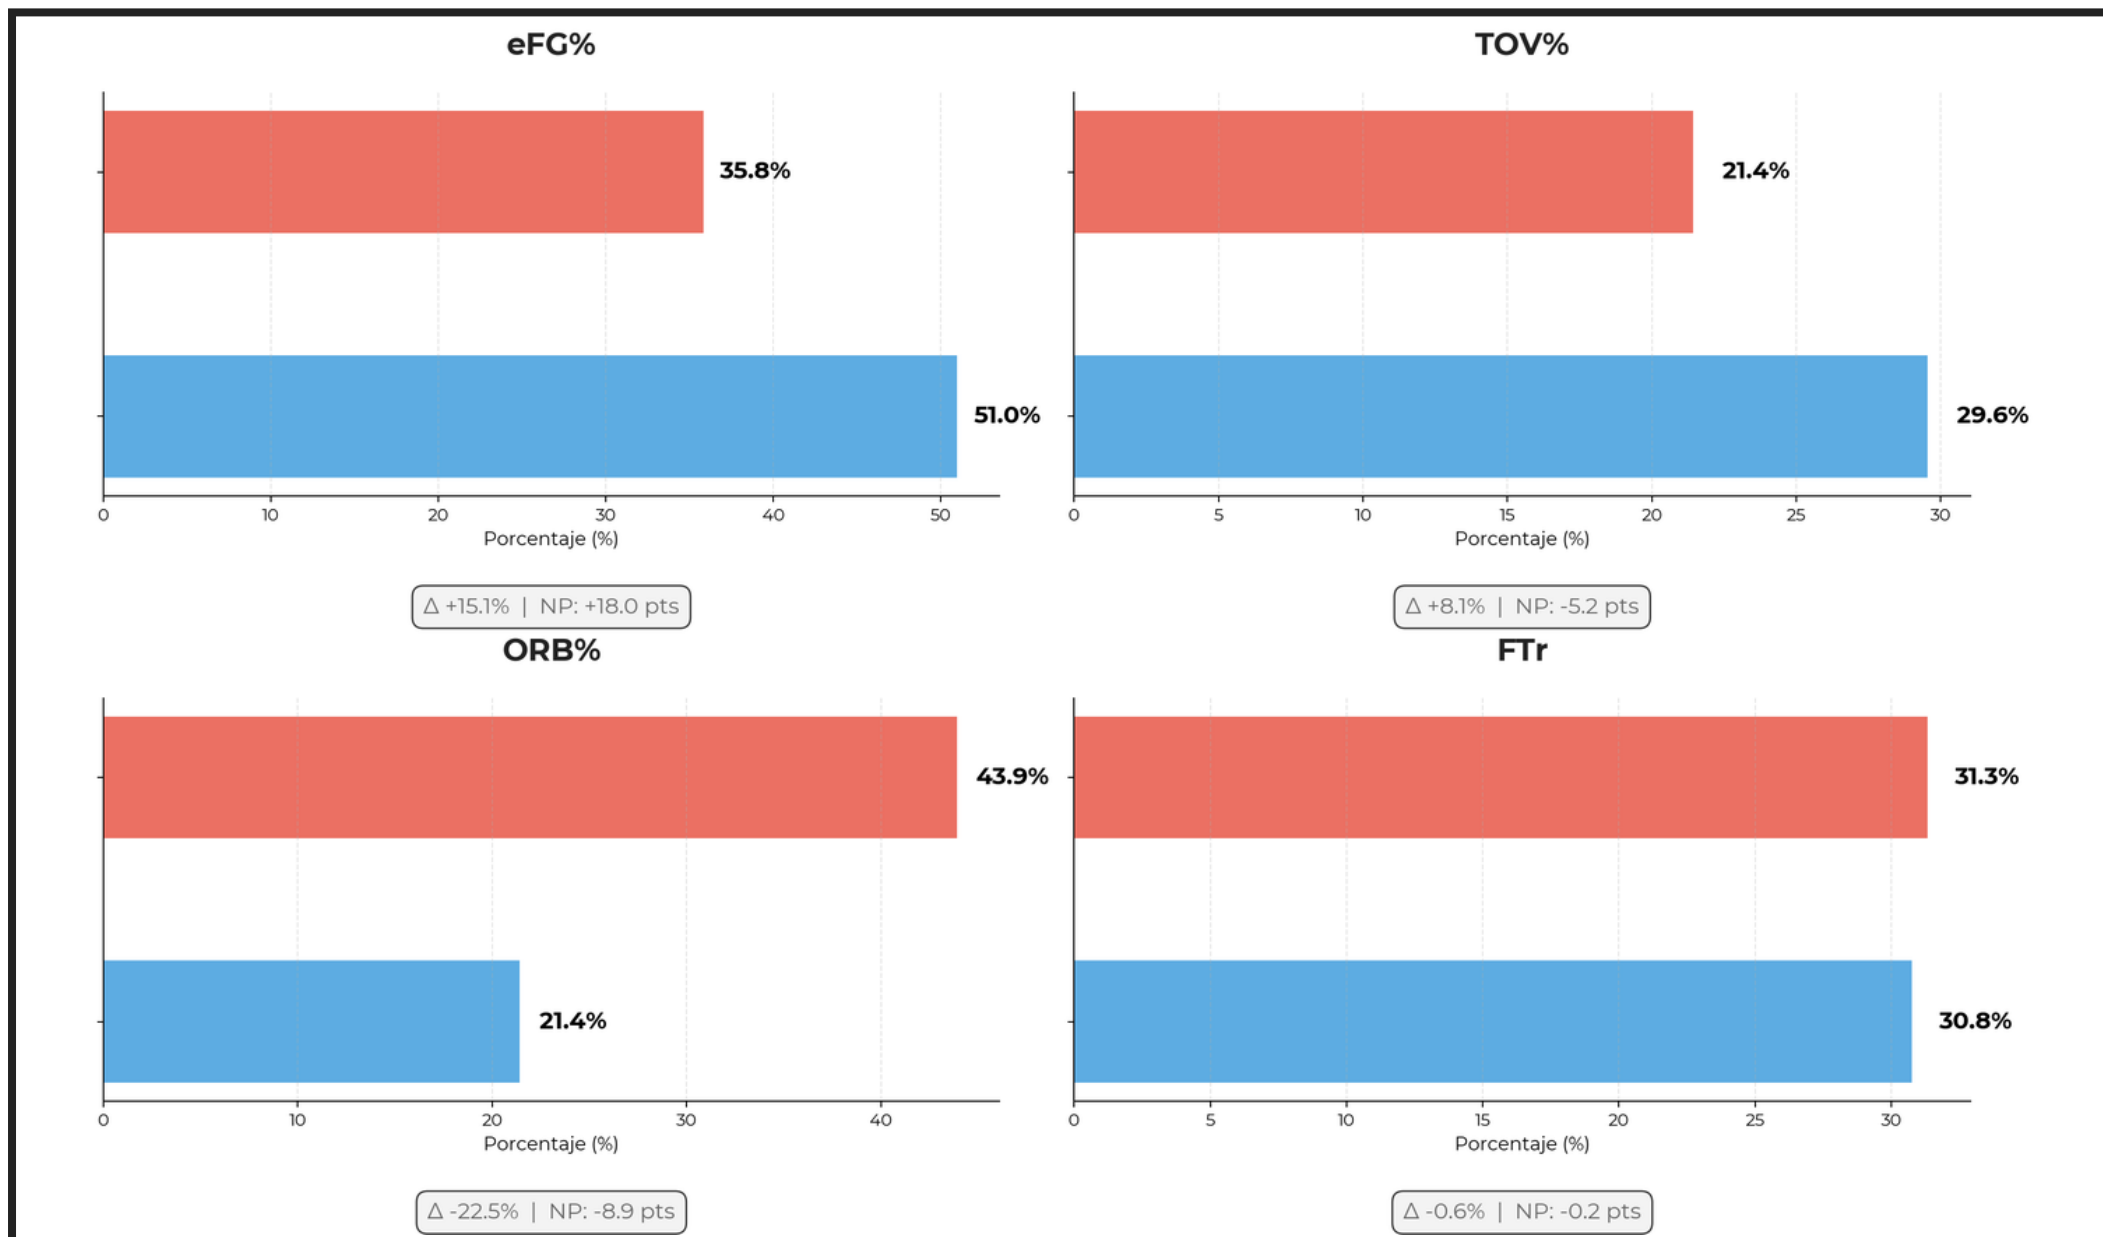 eFG%
35.8%
51.0%
0 10 20 30 40 50
Porcentaje (%)
Δ +15.1% | NP: +18.0 pts
TOV%
21.4%
29.6%
0 5 10 15 20 25 30
Porcentaje (%)
Δ +8.1% | NP: -5.2 pts
ORB%
43.9%
21.4%
0 10 20 30 40
Porcentaje (%)
Δ -22.5% | NP: -8.9 pts
FTr
31.3%
30.8%
0 5 10 15 20 25 30
Porcentaje (%)
Δ -0.6% | NP: -0.2 pts